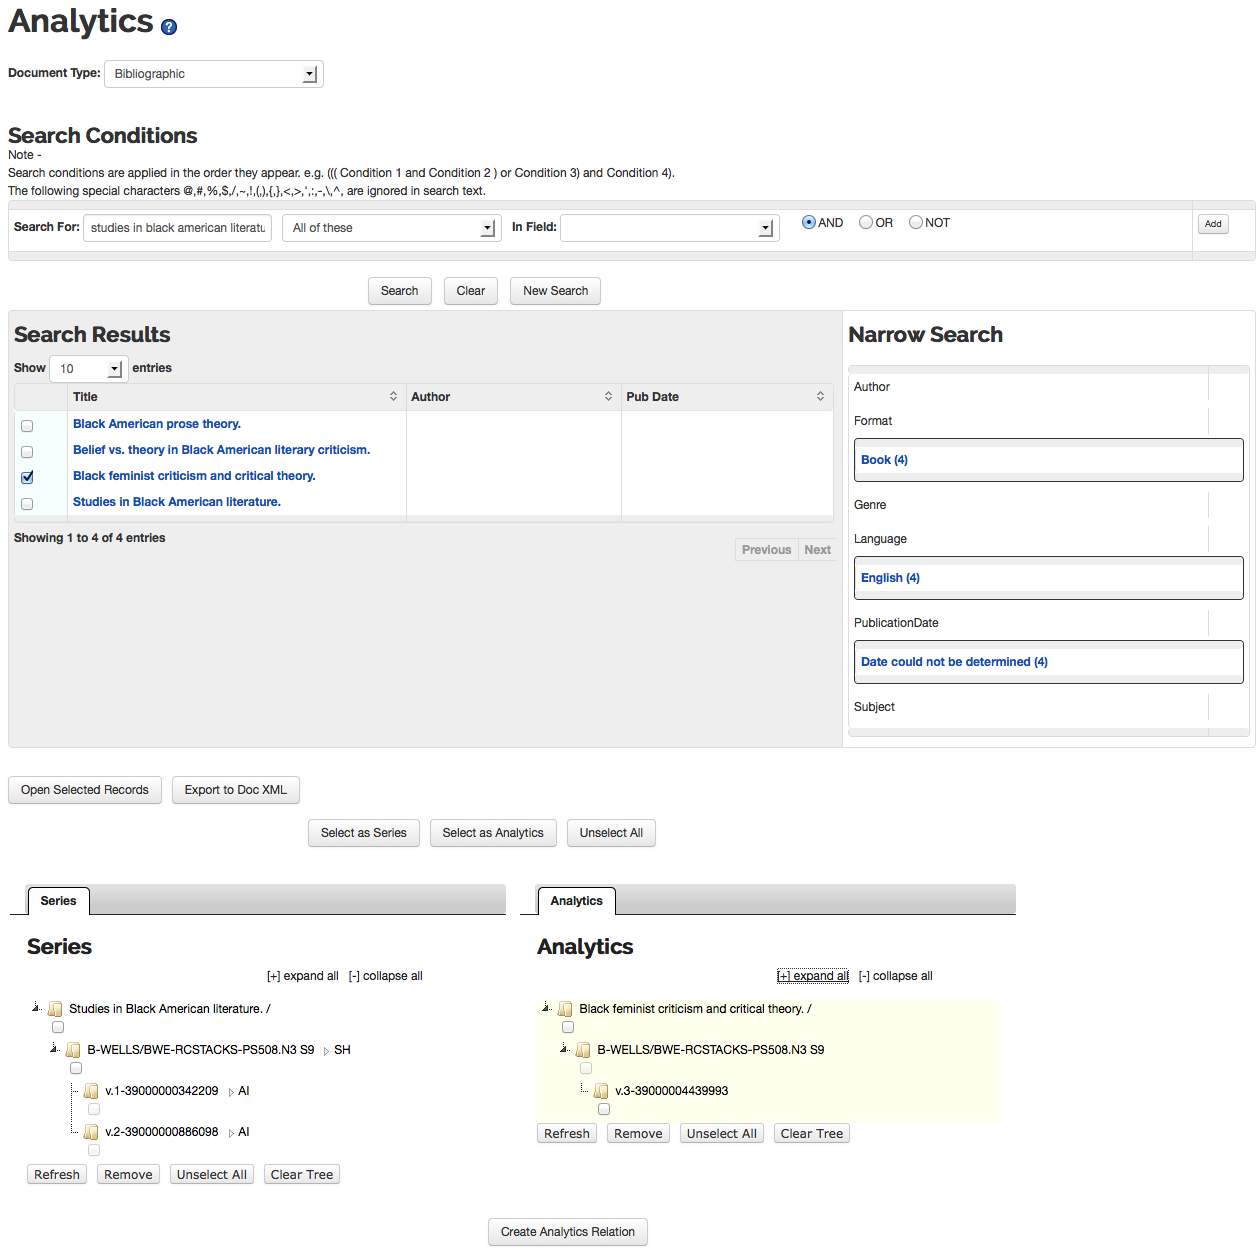 Analytics ?
Document Type: Bibliographic
Search Conditions
Note -
Search conditions are applied in the order they appear. e.g. ((( Condition 1 and Condition 2 ) or Condition 3) and Condition 4).
The following special characters @,#,%,$,/,~,!,(,),{,},<,>,',:,-,\,^, are ignored in search text.
Search For: studies in black american literatu All of these In Field: AND OR NOT Add
Search Clear New Search
Search Results
Show 10 entries
Title Author Pub Date
Black American prose theory.
Belief vs. theory in Black American literary criticism.
Black feminist criticism and critical theory.
Studies in Black American literature.
Showing 1 to 4 of 4 entries
Previous Next
Narrow Search
Author
Format
Book (4)
Genre
Language
English (4)
PublicationDate
Date could not be determined (4)
Subject
Open Selected Records Export to Doc XML
Select as Series Select as Analytics Unselect All
Series
Series
[+] expand all [-] collapse all
Studies in Black American literature. /
B-WELLS/BWE-RCSTACKS-PS508.N3 S9 SH
v.1-39000000342209 AI
v.2-39000000886098 AI
Refresh Remove Unselect All Clear Tree
Analytics
Analytics
[+] expand all [-] collapse all
Black feminist criticism and critical theory. /
B-WELLS/BWE-RCSTACKS-PS508.N3 S9
v.3-39000004439993
Refresh Remove Unselect All Clear Tree
Create Analytics Relation